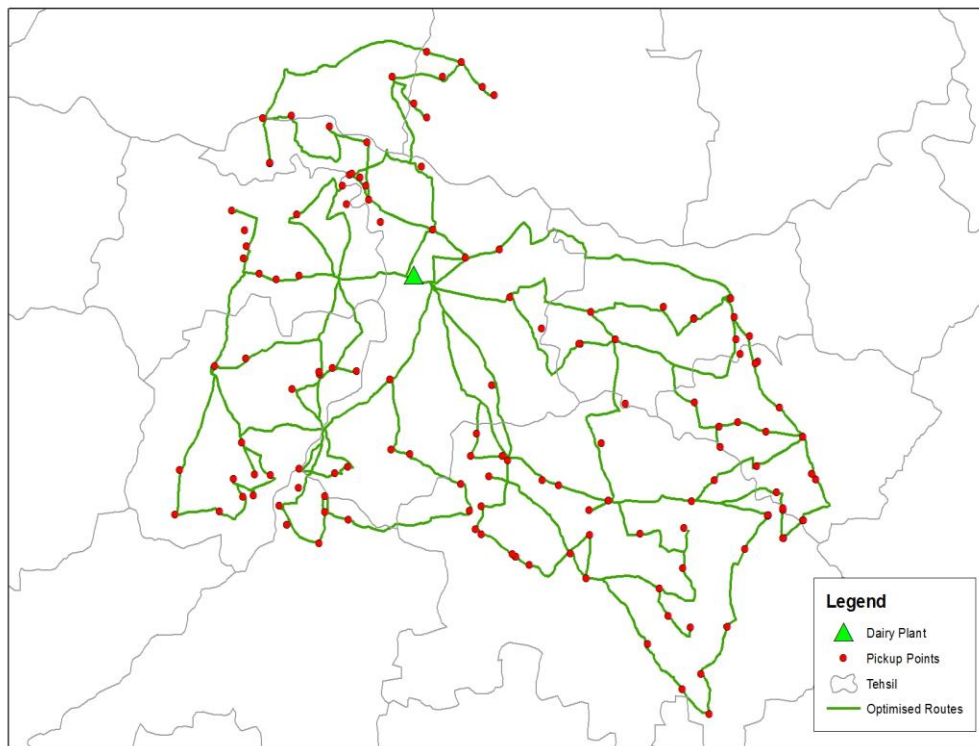 Legend
Dairy Plant
Pickup Points
Tehsil
Optimised Routes